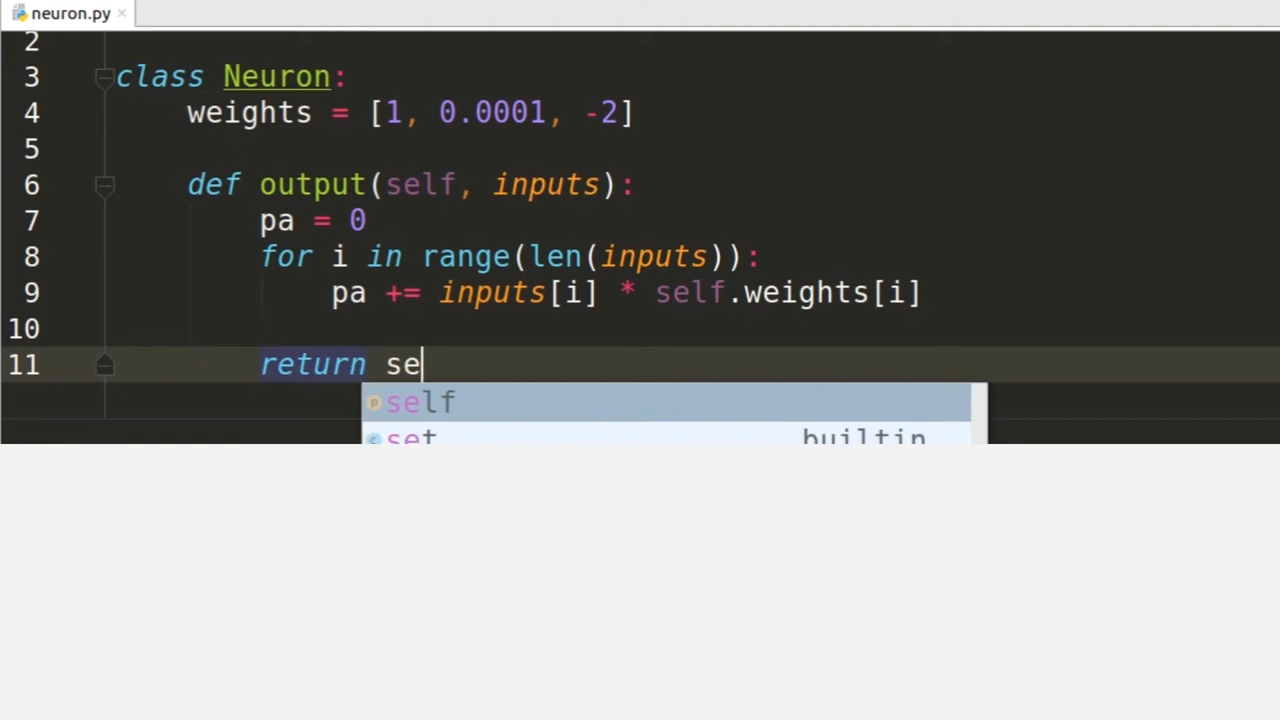 neuron.py
2
3 class Neuron:
4 weights = [1, 0.0001, -2]
5
6 def output(self, inputs):
7 pa = 0
8 for i in range(len(inputs)):
9 pa += inputs[i] * self.weights[i]
10
11 return se
p self
c set builtip